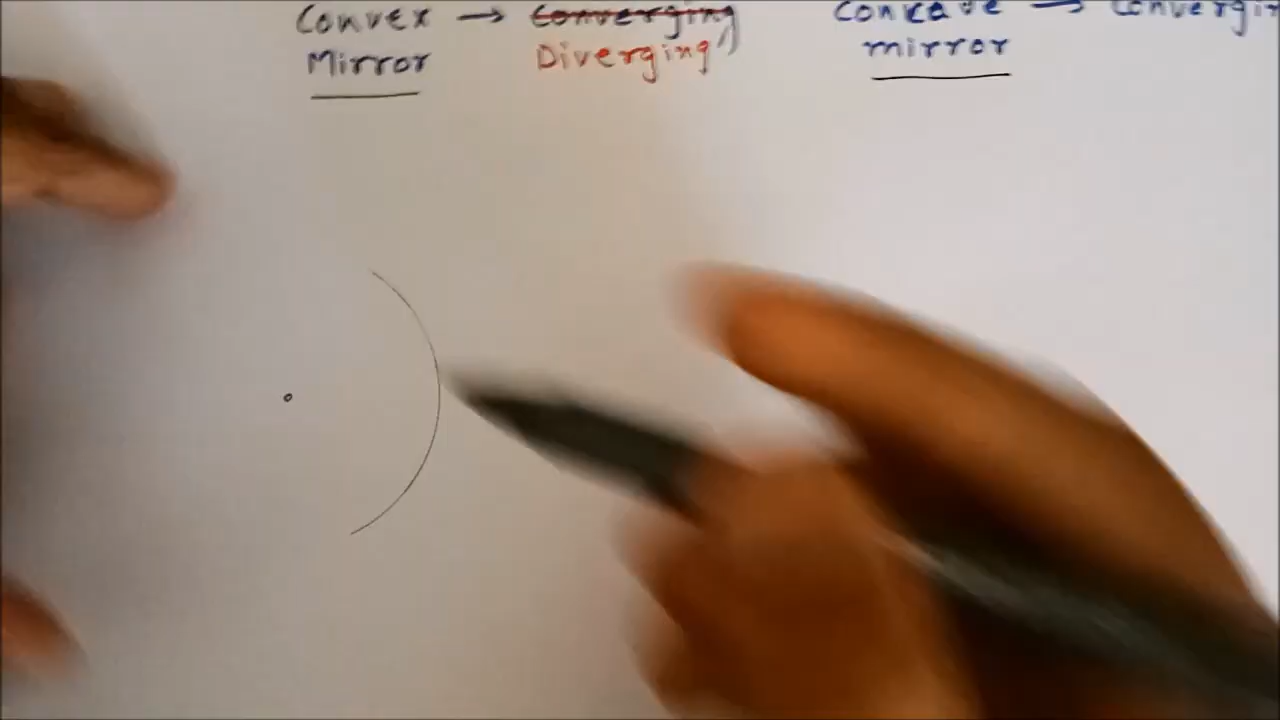 Convex → Converging Concave →
Mirror Diverging mirror